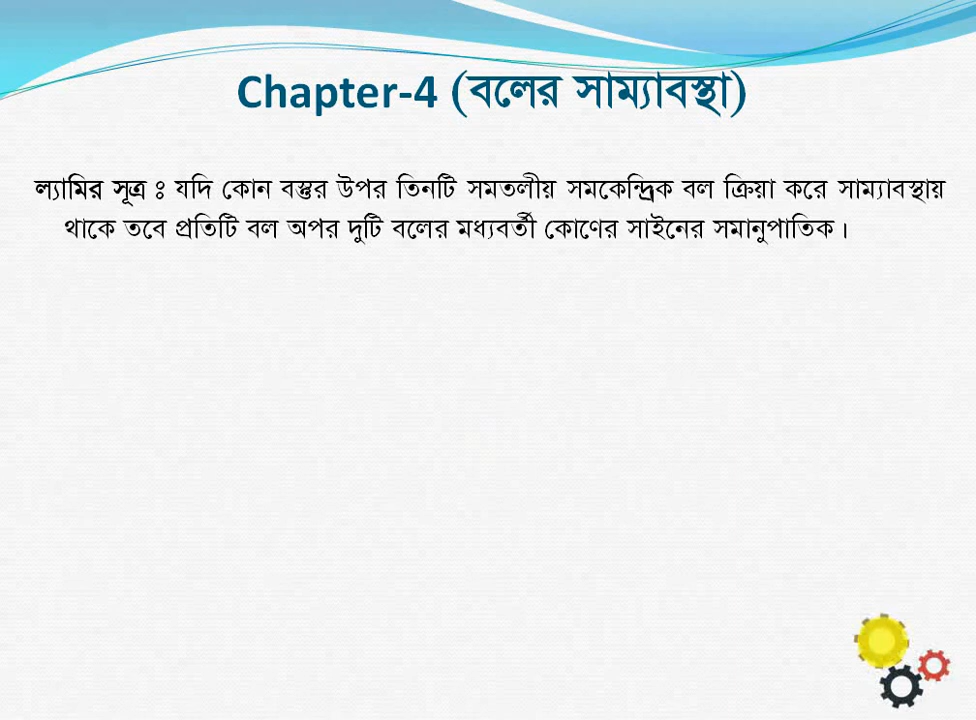 Chapter-4 (বলের সাম্যাবস্থা)
ল্যামির সূত্র ঃ যদি কোন বস্তুর উপর তিনটি সমতলীয় সমকেন্দ্রিক বল ক্রিয়া করে সাম্যাবস্থায়
থাকে তবে প্রতিটি বল অপর দুটি বলের মধ্যবর্তী কোণের সাইনের সমানুপাতিক।